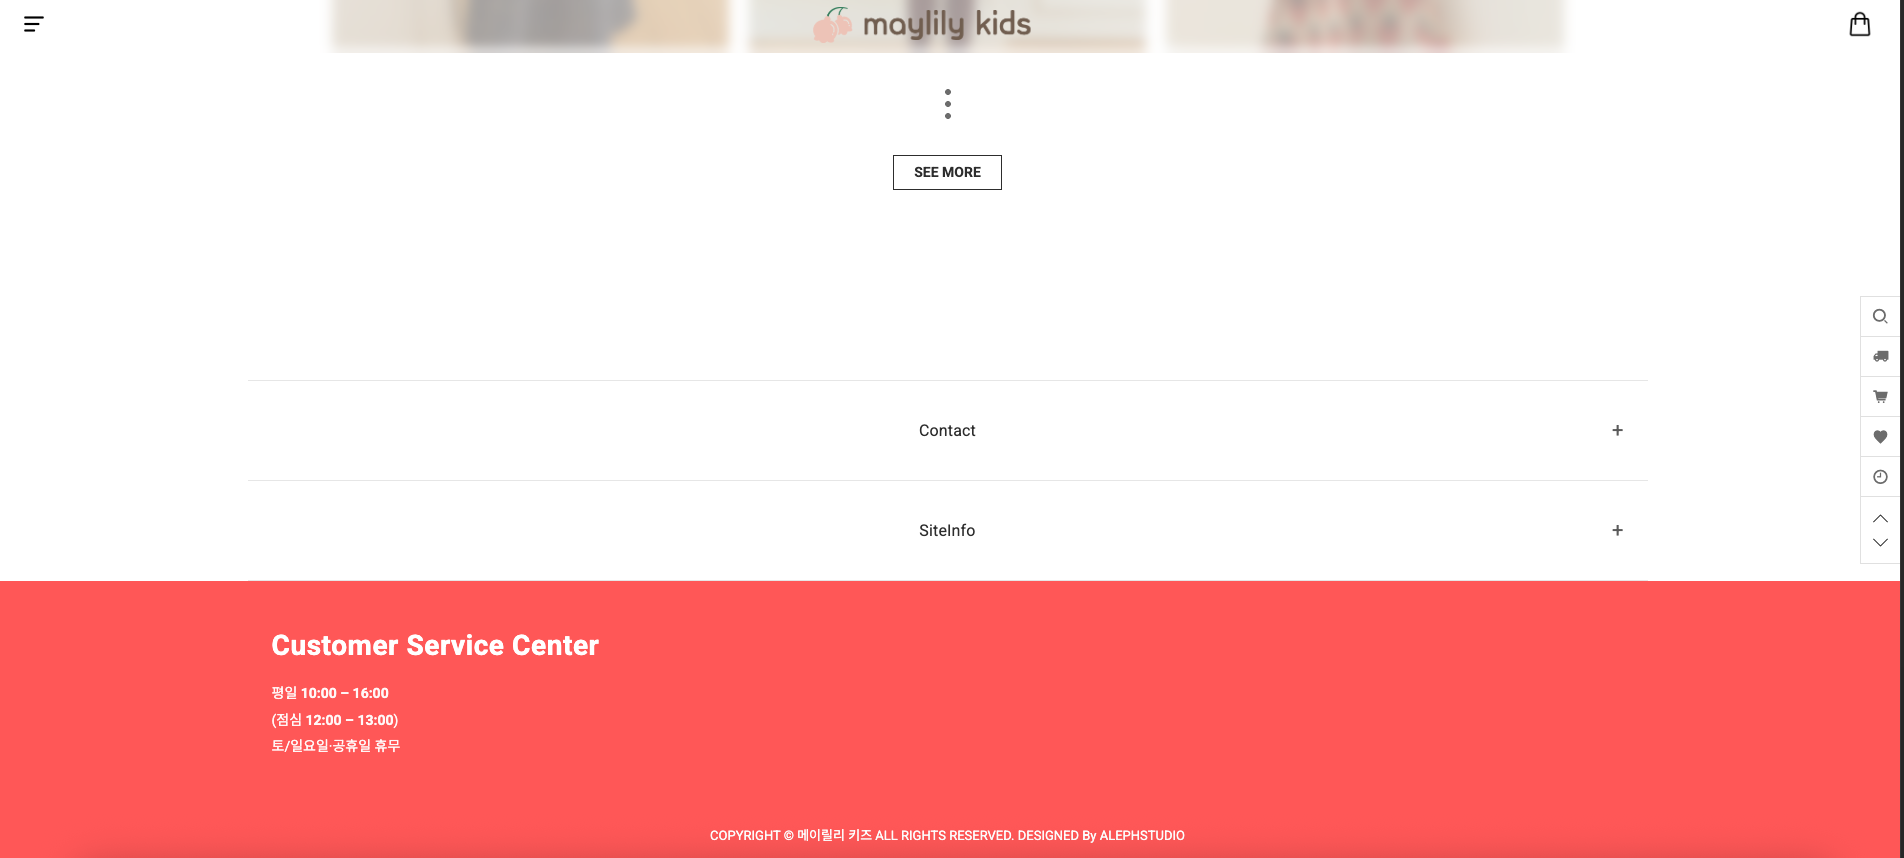 maylily kids
SEE MORE
Contact
SiteInfo
Customer Service Center
평일 10:00 – 16:00
(점심 12:00 – 13:00)
토/일요일·공휴일 휴무
COPYRIGHT © 메이릴리 키즈 ALL RIGHTS RESERVED. DESIGNED By ALEPHSTUDIO